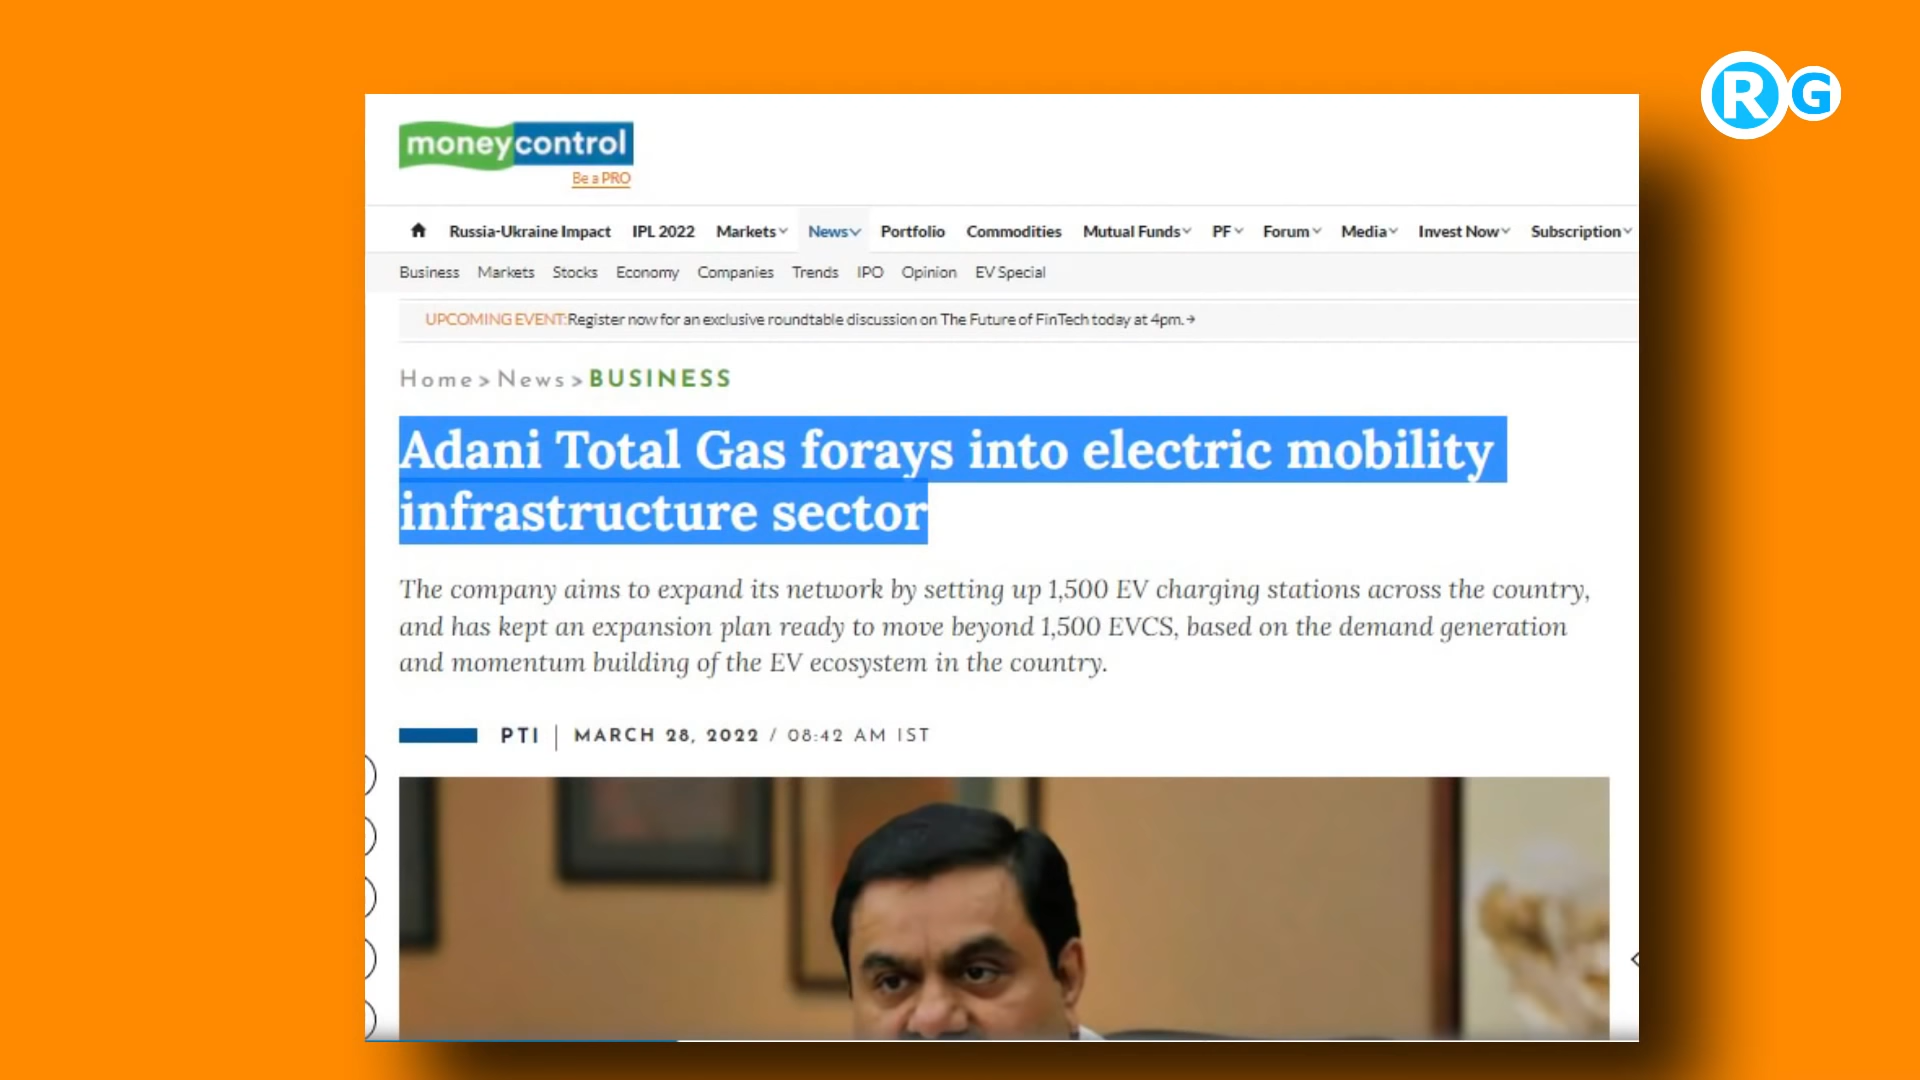 RG
moneycontrol
Be a PRO
Russia-Ukraine Impact IPL 2022 Markets News Portfolio Commodities Mutual Funds PF Forum Media Invest Now Subscription
Business Markets Stocks Economy Companies Trends IPO Opinion EV Special
UPCOMING EVENT:Register now for an exclusive roundtable discussion on The Future of FinTech today at 4pm.→
Home > News > BUSINESS
Adani Total Gas forays into electric mobility
infrastructure sector
The company aims to expand its network by setting up 1,500 EV charging stations across the country,
and has kept an expansion plan ready to move beyond 1,500 EVCS, based on the demand generation
and momentum building of the EV ecosystem in the country.
PTI | MARCH 28, 2022 / 08:42 AM IST